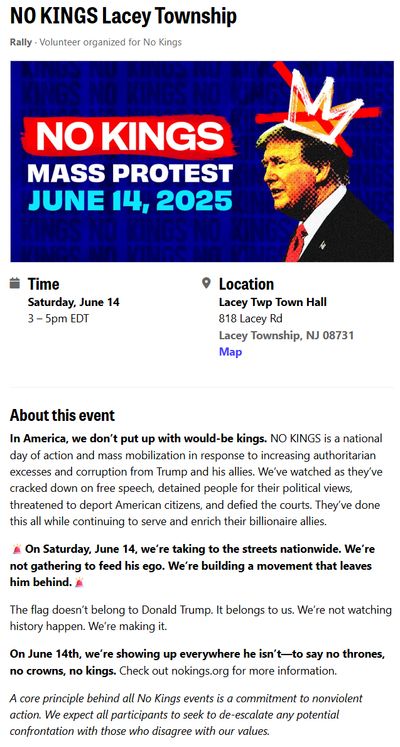 NO KINGS Lacey Township
Rally · Volunteer organized for No Kings
NO KINGS
MASS PROTEST
JUNE 14, 2025
Time
Saturday, June 14
3 – 5pm EDT
Location
Lacey Twp Town Hall
818 Lacey Rd
Lacey Township, NJ 08731
Map
About this event
In America, we don’t put up with would-be kings. NO KINGS is a national
day of action and mass mobilization in response to increasing authoritarian
excesses and corruption from Trump and his allies. We’ve watched as they’ve
cracked down on free speech, detained people for their political views,
threatened to deport American citizens, and defied the courts. They’ve done
this all while continuing to serve and enrich their billionaire allies.
🚨 On Saturday, June 14, we’re taking to the streets nationwide. We’re
not gathering to feed his ego. We’re building a movement that leaves
him behind. 🚨
The flag doesn’t belong to Donald Trump. It belongs to us. We’re not watching
history happen. We’re making it.
On June 14th, we’re showing up everywhere he isn’t—to say no thrones,
no crowns, no kings. Check out nokings.org for more information.
A core principle behind all No Kings events is a commitment to nonviolent
action. We expect all participants to seek to de-escalate any potential
confrontation with those who disagree with our values.